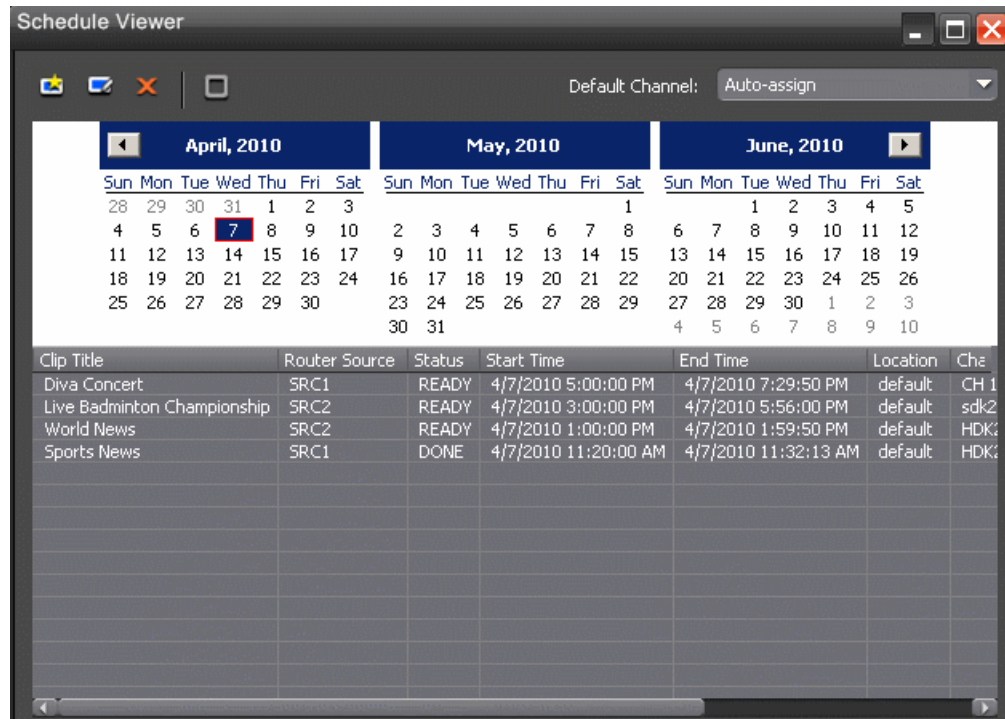 Schedule Viewer
Default Channel: Auto-assign
April, 2010 May, 2010 June, 2010
Sun Mon Tue Wed Thu Fri Sat Sun Mon Tue Wed Thu Fri Sat Sun Mon Tue Wed Thu Fri Sat
28 29 30 31 1 2 3 1 1 2 3 4 5
4 5 6 7 8 9 10 2 3 4 5 6 7 8 6 7 8 9 10 11 12
11 12 13 14 15 16 17 9 10 11 12 13 14 15 13 14 15 16 17 18 19
18 19 20 21 22 23 24 16 17 18 19 20 21 22 20 21 22 23 24 25 26
25 26 27 28 29 30 23 24 25 26 27 28 29 27 28 29 30 1 2 3
30 31 4 5 6 7 8 9 10
Clip Title Router Source Status Start Time End Time Location Cha
Diva Concert SRC1 READY 4/7/2010 5:00:00 PM 4/7/2010 7:29:50 PM default CH 1
Live Badminton Championship SRC2 READY 4/7/2010 3:00:00 PM 4/7/2010 5:56:00 PM default sdk2
World News SRC2 READY 4/7/2010 1:00:00 PM 4/7/2010 1:59:50 PM default HDK2
Sports News SRC1 DONE 4/7/2010 11:20:00 AM 4/7/2010 11:32:13 AM default HDK2